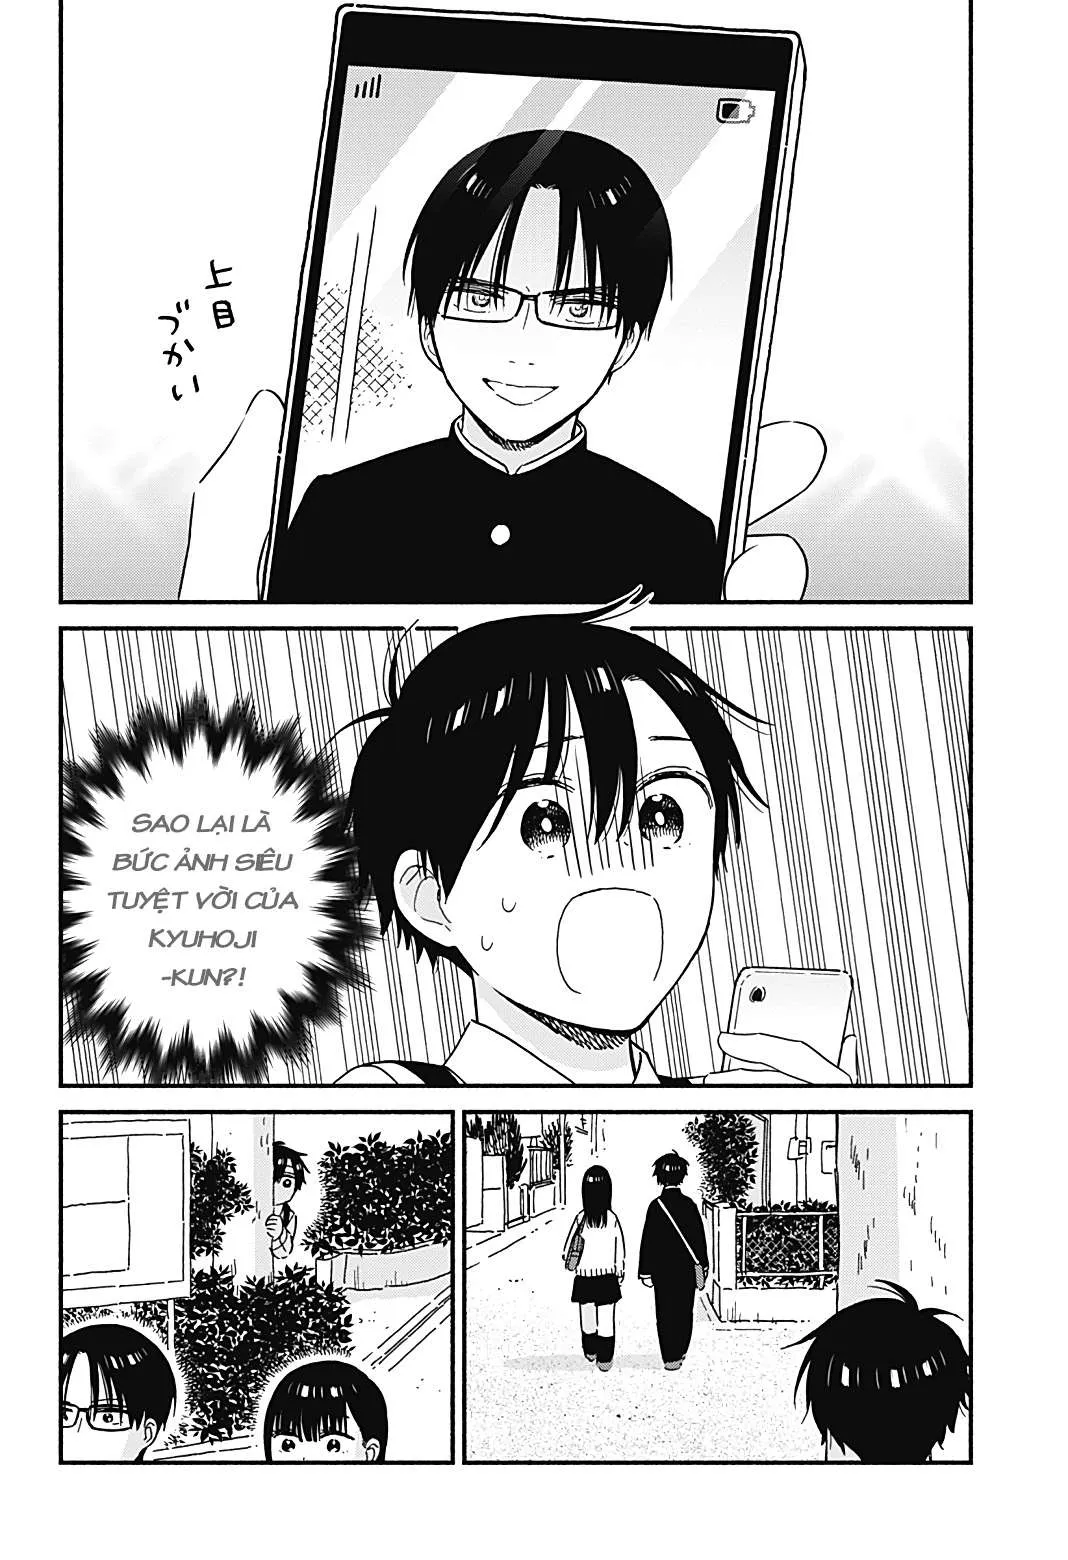 上目
づかい
SAO LẠI LÀ
BỨC ẢNH SIÊU
TUYỆT VỜI CỦA
KYUHOJI
-KUN?!